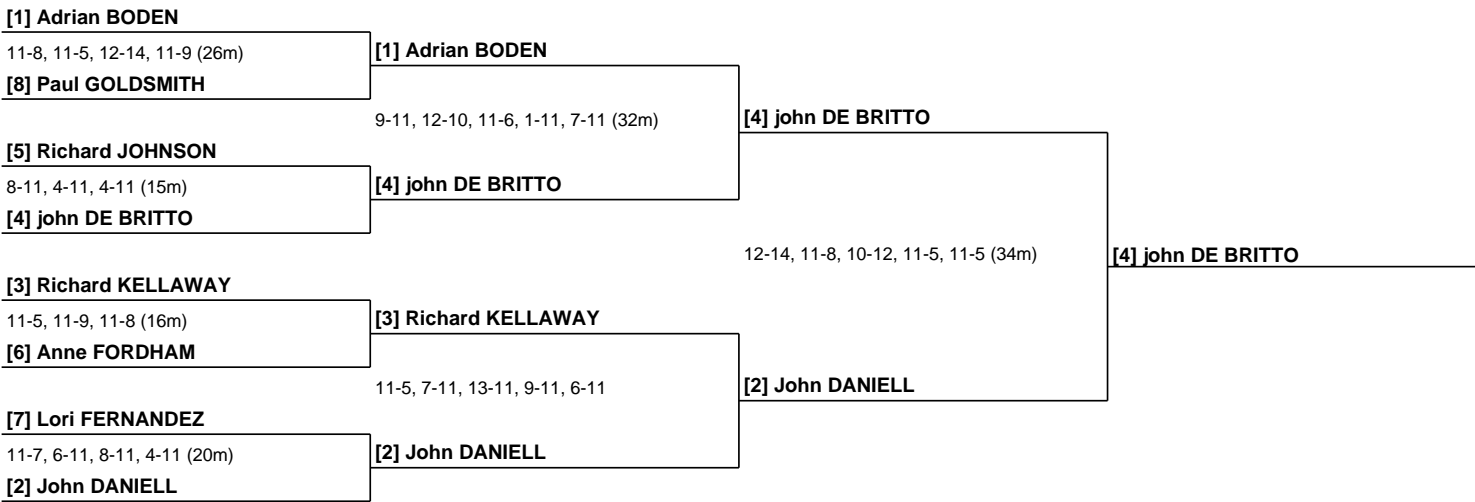 [1] Adrian BODEN
11-8, 11-5, 12-14, 11-9 (26m)
[1] Adrian BODEN
[8] Paul GOLDSMITH
9-11, 12-10, 11-6, 1-11, 7-11 (32m)
[4] john DE BRITTO
[5] Richard JOHNSON
8-11, 4-11, 4-11 (15m)
[4] john DE BRITTO
[4] john DE BRITTO
12-14, 11-8, 10-12, 11-5, 11-5 (34m)
[4] john DE BRITTO
[3] Richard KELLAWAY
11-5, 11-9, 11-8 (16m)
[3] Richard KELLAWAY
[6] Anne FORDHAM
11-5, 7-11, 13-11, 9-11, 6-11
[2] John DANIELL
[7] Lori FERNANDEZ
11-7, 6-11, 8-11, 4-11 (20m)
[2] John DANIELL
[2] John DANIELL